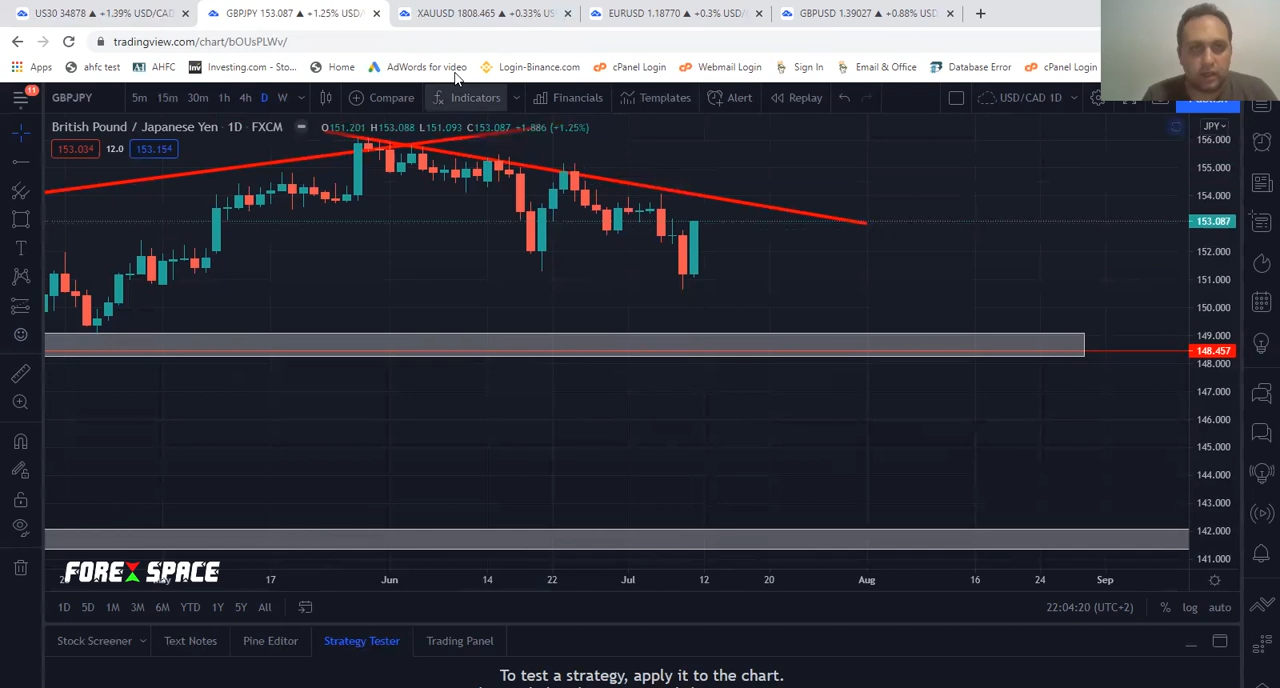 US30 34878 ▲ +1.39% USD/CAD
GBPJPY 153.087 ▲ +1.25% USD/
XAUUSD 1808.465 ▲ +0.33% US
EURUSD 1.18770 ▲ +0.3% USD/
GBPUSD 1.39027 ▲ +0.88% USD/
tradingview.com/chart/bOUsPLWv/
Apps ahfc test AHFC Investing.com - Sto... Home AdWords for video Login-Binance.com cPanel Login Webmail Login Sign In Email & Office Database Error cPanel Login
11 GBPJPY 5m 15m 30m 1h 4h D W Compare Indicators Financials Templates Alert Replay USD/CAD 1D
British Pound / Japanese Yen · 1D · FXCM O151.201 H153.088 L151.093 C153.087 +1.886 (+1.25%) JPY
153.034 12.0 153.154
156.000
155.000
154.000
153.087
152.000
151.000
150.000
149.000
148.457
148.000
147.000
146.000
145.000
144.000
143.000
142.000
141.000
FOREX SPACE
17 Jun 14 22 Jul 12 20 Aug 16 24 Sep
1D 5D 1M 3M 6M YTD 1Y 5Y All 22:04:20 (UTC+2) % log auto
Stock Screener Text Notes Pine Editor Strategy Tester Trading Panel
To test a strategy, apply it to the chart.